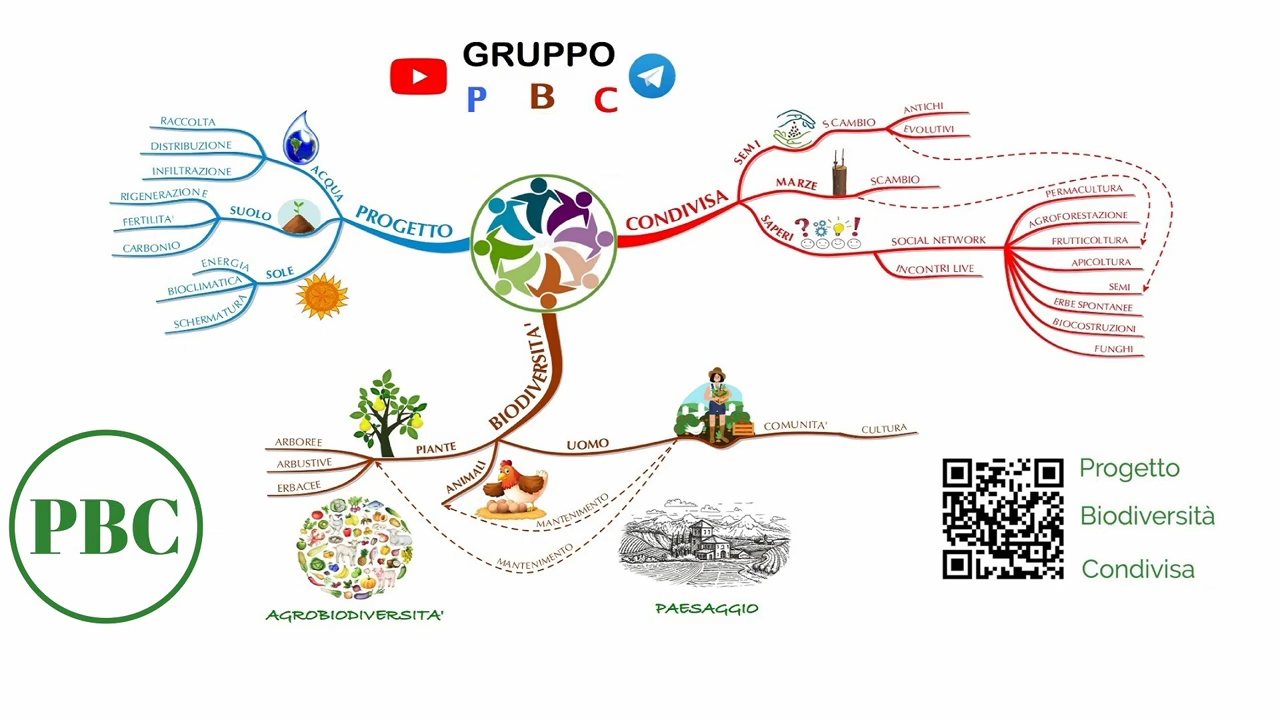 GRUPPO
P B C
PROGETTO
ACQUA
RACCOLTA
DISTRIBUZIONE
INFILTRAZIONE
SUOLO
RIGENERAZIONE
FERTILITA'
CARBONIO
SOLE
ENERGIA
BIOCLIMATICA
SCHERMATURA
CONDIVISA
SEMI
SCAMBIO
ANTICHI
EVOLUTIVI
MARZE
SCAMBIO
SAPERI
? !
SOCIAL NETWORK
INCONTRI LIVE
PERMACULTURA
AGROFORESTAZIONE
FRUTTICOLTURA
APICOLTURA
SEMI
ERBE SPONTANEE
BIOCOSTRUZIONI
FUNGHI
BIODIVERSITA'
PIANTE
ARBOREE
ARBUSTIVE
ERBACEE
ANIMALI
UOMO
COMUNITA'
CULTURA
MANTENIMENTO
MANTENIMENTO
AGROBIODIVERSITA'
PAESAGGIO
PBC
Progetto
Biodiversità
Condivisa